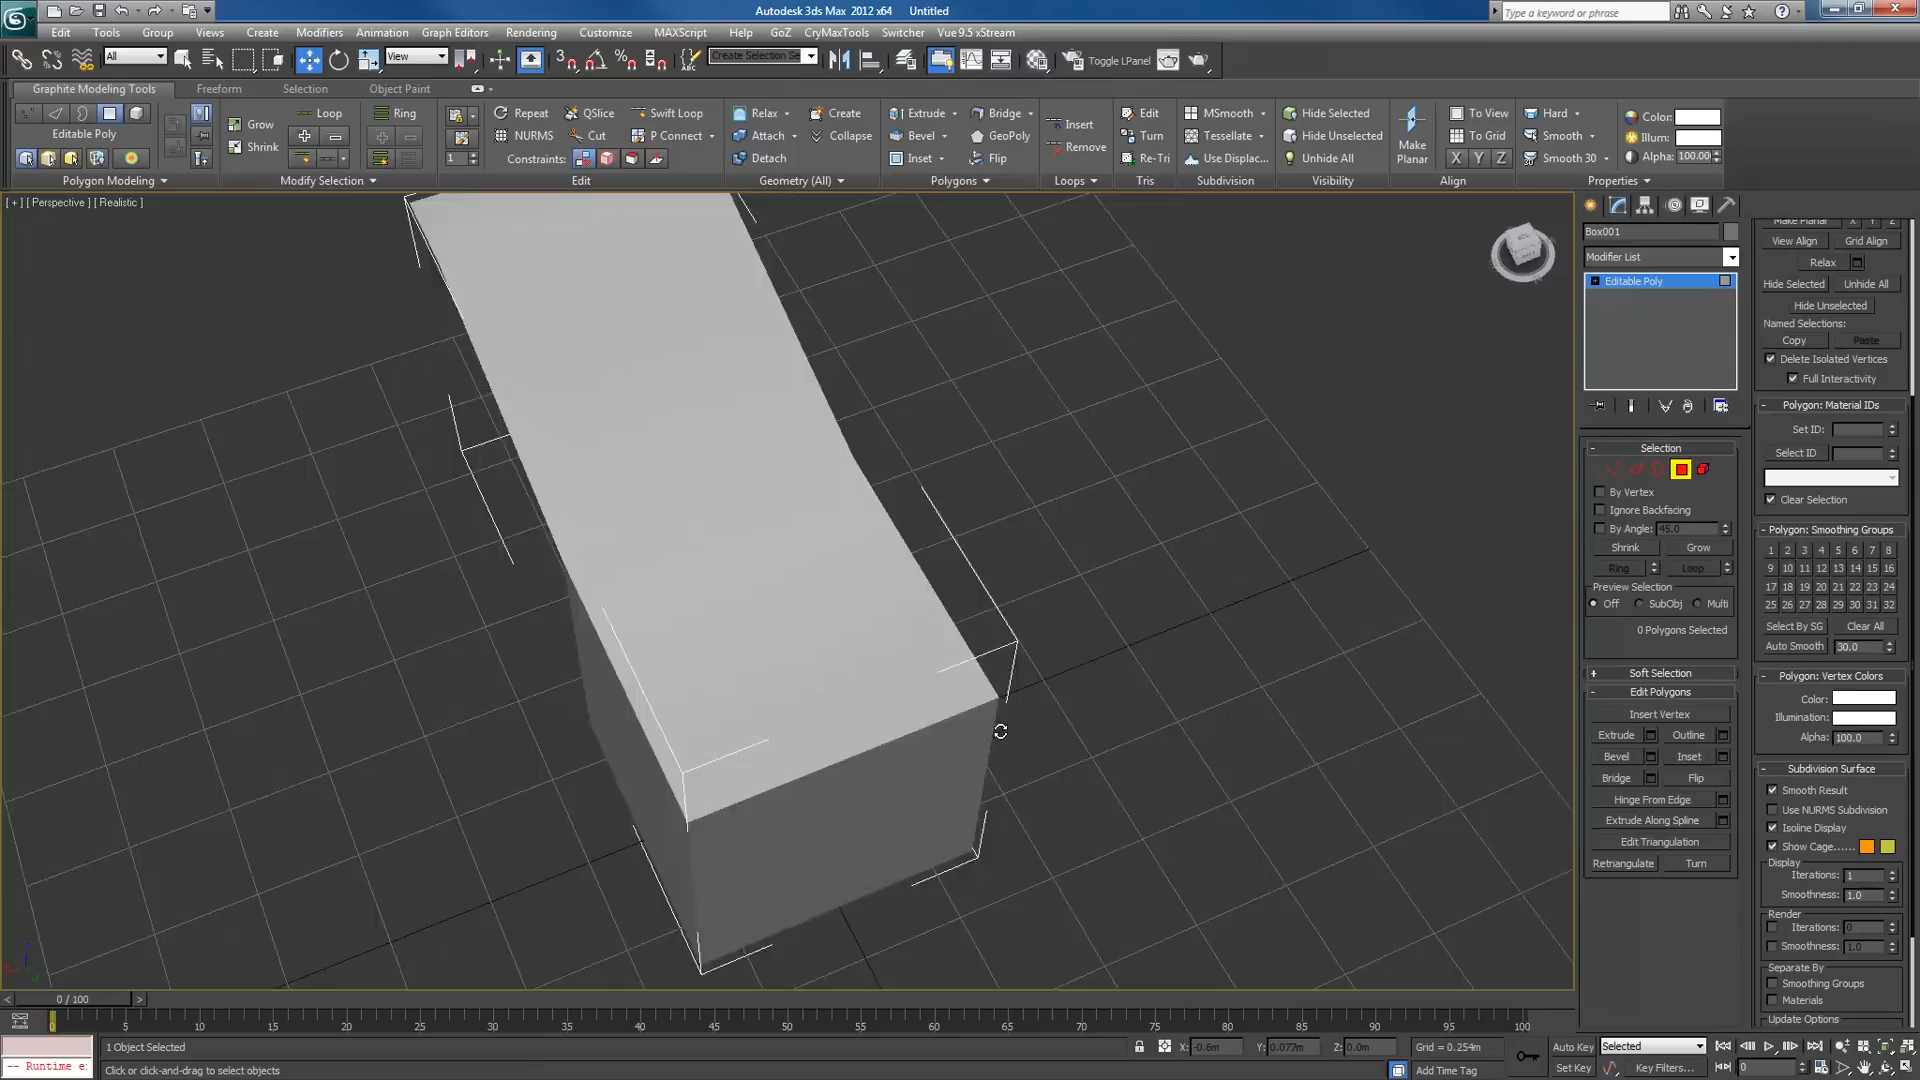 Autodesk 3ds Max 2012 x64 Untitled
Type a keyword or phrase
Edit Tools Group Views Create Modifiers Animation Graph Editors Rendering Customize MAXScript Help GoZ CryMaxTools Switcher Vue 9.5 xStream
All View Create Selection Se Toggle LPanel
Graphite Modeling Tools Freeform Selection Object Paint
Loop Ring Repeat QSlice Swift Loop Relax Create Extrude Bridge Edit MSmooth Hide Selected To View Hard Color:
Editable Poly Grow NURMS Cut P Connect Attach Collapse Bevel GeoPoly Insert Turn Tessellate Hide Unselected To Grid Smooth Illum:
Shrink 1 Constraints: Detach Inset Flip Remove Re-Tri Use Displac... Unhide All Make Planar X Y Z Smooth 30 Alpha: 100.00
Polygon Modeling Modify Selection Edit Geometry (All) Polygons Loops Tris Subdivision Visibility Align Properties
[ + ] [ Perspective ] [ Realistic ]
Box001
Modifier List
Editable Poly
Selection
By Vertex
Ignore Backfacing
By Angle: 45.0
Shrink Grow
Ring Loop
Preview Selection
Off SubObj Multi
0 Polygons Selected
+ Soft Selection
- Edit Polygons
Insert Vertex
Extrude Outline
Bevel Inset
Bridge Flip
Hinge From Edge
Extrude Along Spline
Edit Triangulation
Retriangulate Turn
Make Planar X Y Z
View Align Grid Align
Relax
Hide Selected Unhide All
Hide Unselected
Named Selections:
Copy Paste
Delete Isolated Vertices
Full Interactivity
- Polygon: Material IDs
Set ID:
Select ID
Clear Selection
- Polygon: Smoothing Groups
1 2 3 4 5 6 7 8
9 10 11 12 13 14 15 16
17 18 19 20 21 22 23 24
25 26 27 28 29 30 31 32
Select By SG Clear All
Auto Smooth 30.0
- Polygon: Vertex Colors
Color:
Illumination:
Alpha: 100.0
- Subdivision Surface
Smooth Result
Use NURMS Subdivision
Isoline Display
Show Cage......
Display
Iterations: 1
Smoothness: 1.0
Render
Iterations: 0
Smoothness: 1.0
Separate By
Smoothing Groups
Materials
Update Options
< 0 / 100 >
0 5 10 15 20 25 30 35 40 45 50 55 60 65 70 75 80 85 90 95 100
1 Object Selected X: -0.6m Y: 0.077m Z: 0.0m Grid = 0.254m Auto Key Selected
-- Runtime e: Click or click-and-drag to select objects Add Time Tag Set Key Key Filters... 0